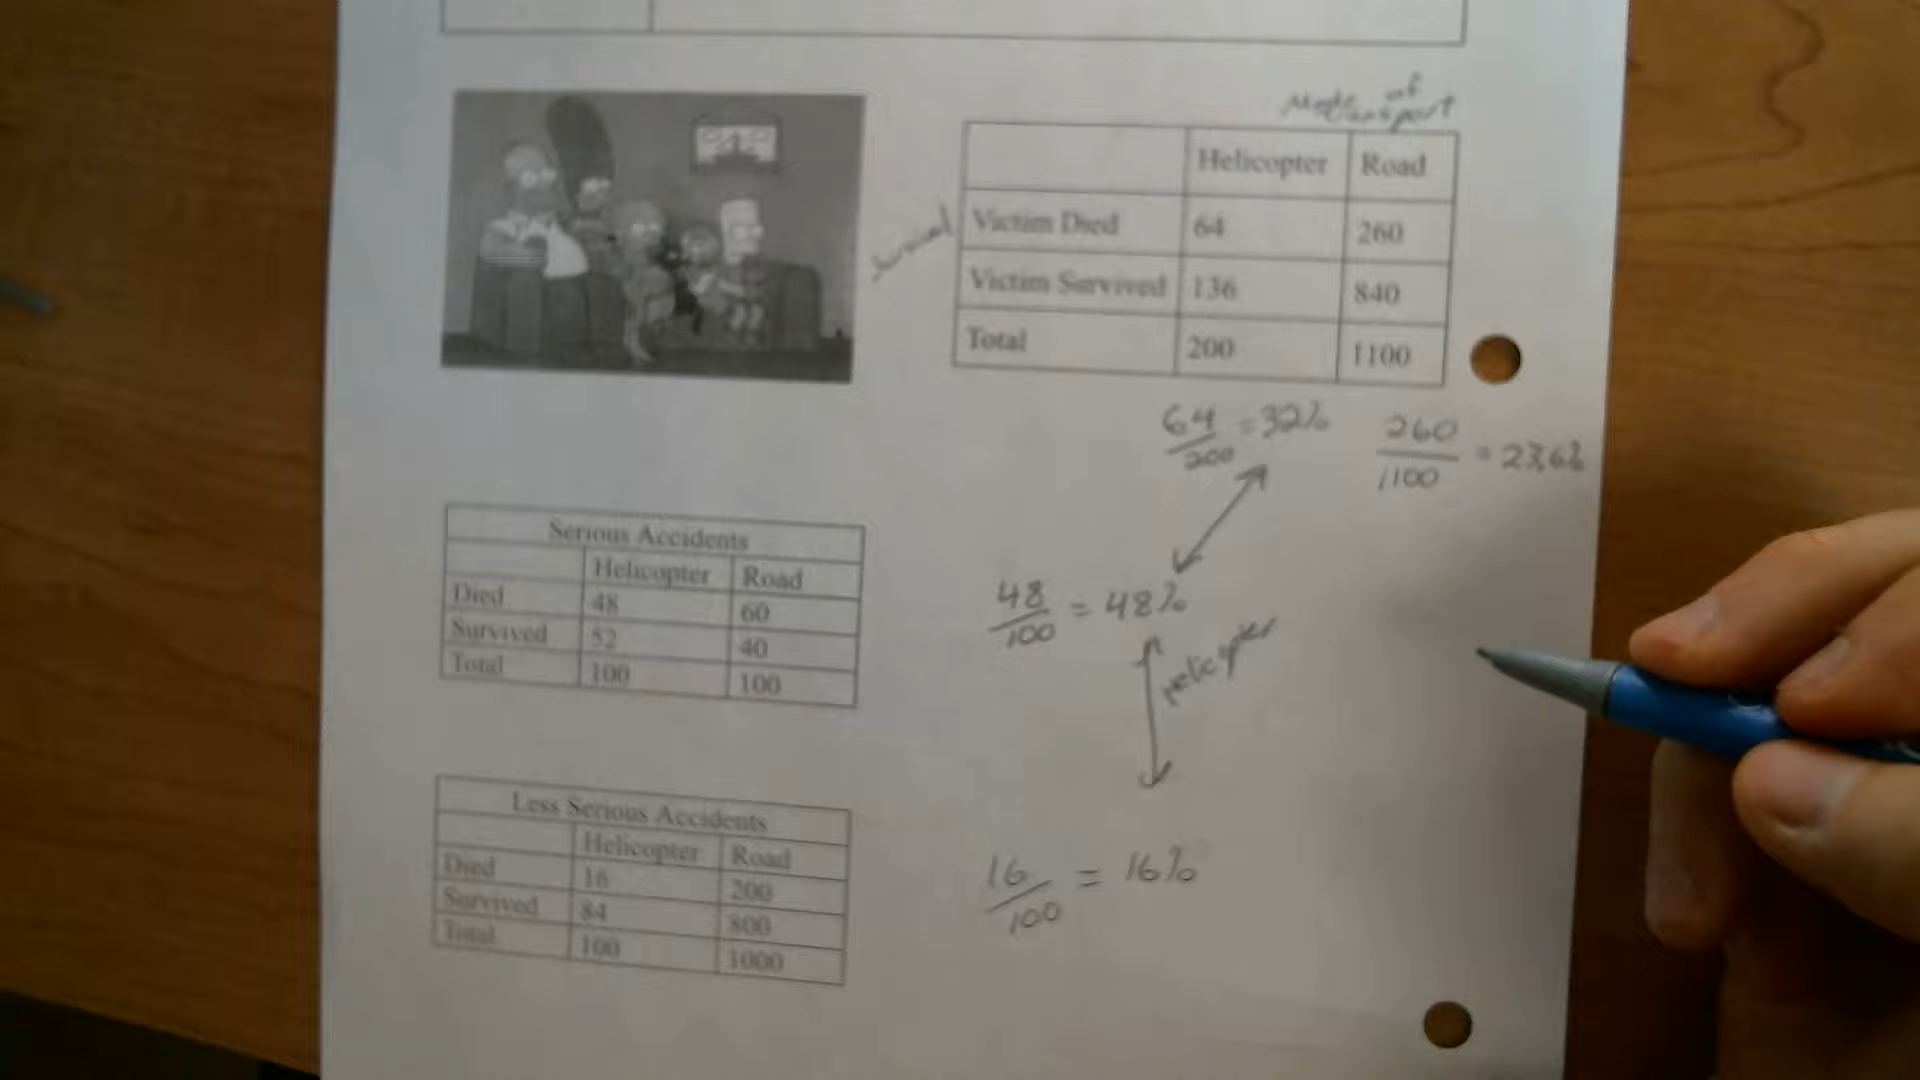 Mode of
transport
Helicopter Road
Survival
Victim Died 64 260
Victim Survived 136 840
Total 200 1100
64/200 = 32% 260/1100 = 23,6%
Serious Accidents
Helicopter Road
Died 48 60
Survived 52 40
Total 100 100
48/100 = 48%
Helicopter
Less Serious Accidents
Helicopter Road
Died 16 200
Survived 84 800
Total 100 1000
16/100 = 16%